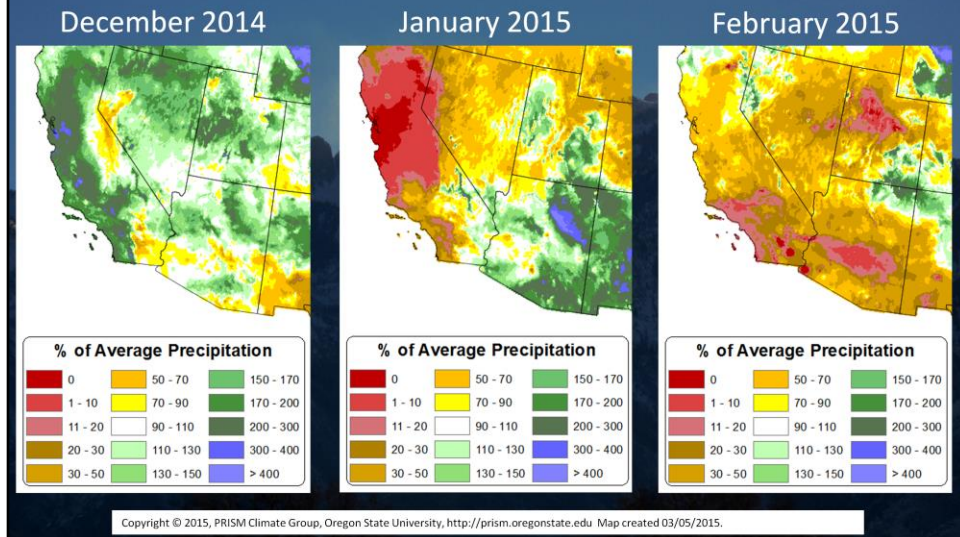 December 2014
January 2015
February 2015
% of Average Precipitation
0
50 - 70
150 - 170
1 - 10
70 - 90
170 - 200
11 - 20
90 - 110
200 - 300
20 - 30
110 - 130
300 - 400
30 - 50
130 - 150
> 400
% of Average Precipitation
0
50 - 70
150 - 170
1 - 10
70 - 90
170 - 200
11 - 20
90 - 110
200 - 300
20 - 30
110 - 130
300 - 400
30 - 50
130 - 150
> 400
% of Average Precipitation
0
50 - 70
150 - 170
1 - 10
70 - 90
170 - 200
11 - 20
90 - 110
200 - 300
20 - 30
110 - 130
300 - 400
30 - 50
130 - 150
> 400
Copyright © 2015, PRISM Climate Group, Oregon State University, http://prism.oregonstate.edu Map created 03/05/2015.